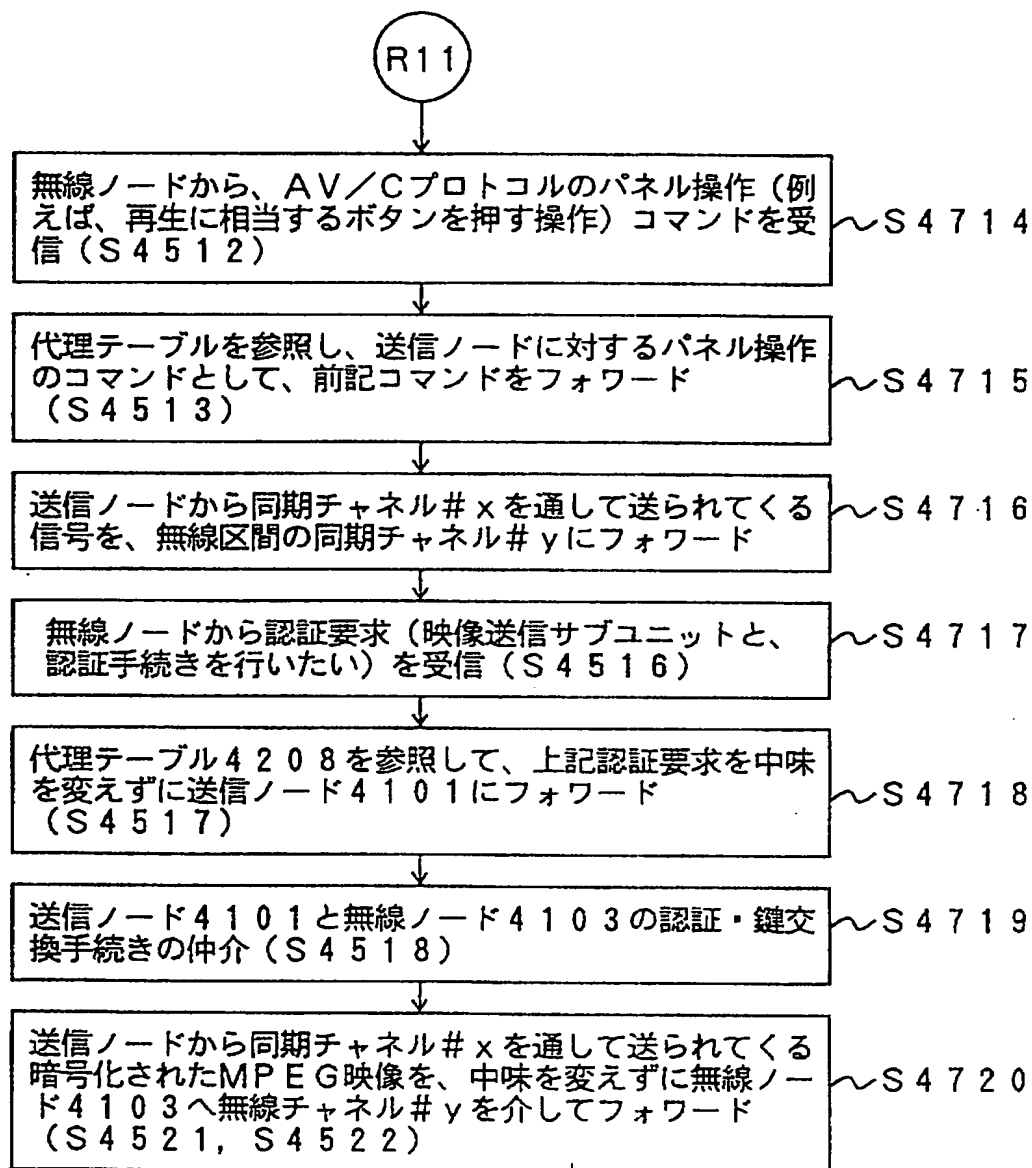 R11
無線ノードから、AV／Cプロトコルのパネル操作（例
えば、再生に相当するボタンを押す操作）コマンドを受
信（S4512）
～S4714
代理テーブルを参照し、送信ノードに対するパネル操作
のコマンドとして、前記コマンドをフォワード
（S4513）
～S4715
送信ノードから同期チャネル＃xを通して送られてくる
信号を、無線区間の同期チャネル＃yにフォワード
～S4716
無線ノードから認証要求（映像送信サブユニットと、
認証手続きを行いたい）を受信（S4516）
～S4717
代理テーブル4208を参照して、上記認証要求を中味
を変えずに送信ノード4101にフォワード
（S4517）
～S4718
送信ノード4101と無線ノード4103の認証・鍵交
換手続きの仲介（S4518）
～S4719
送信ノードから同期チャネル＃xを通して送られてくる
暗号化されたMPEG映像を、中味を変えずに無線ノー
ド4103へ無線チャネル＃yを介してフォワード
（S4521, S4522）
～S4720